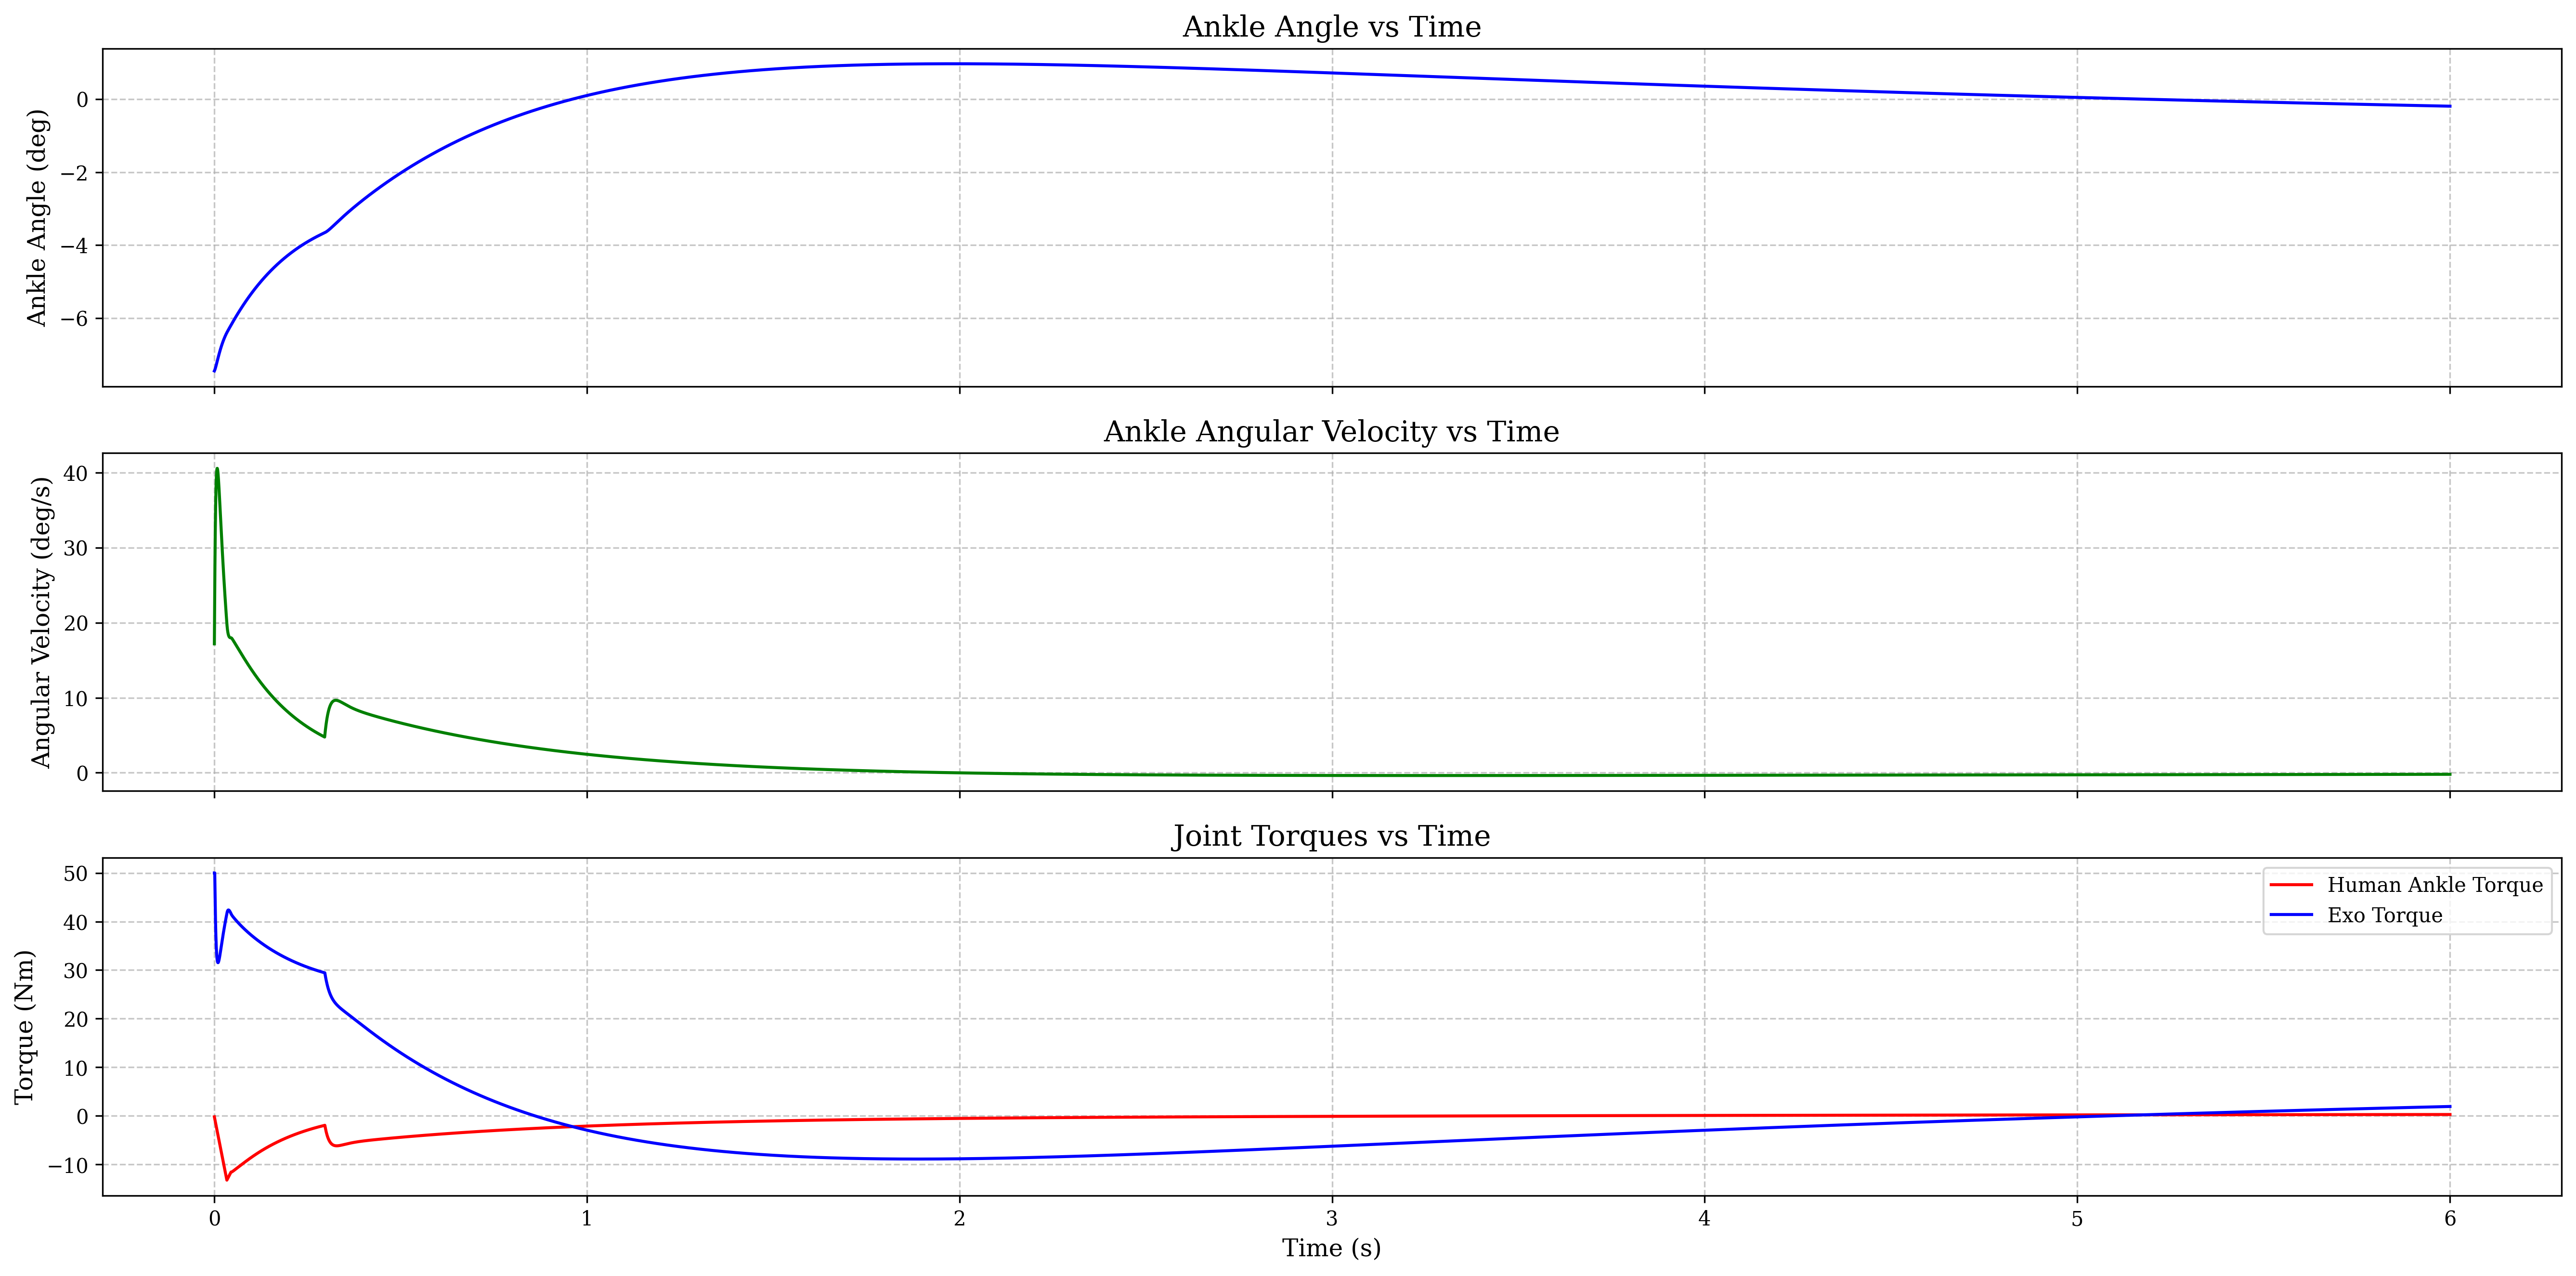 Ankle Angle vs Time
Ankle Angle (deg)
0
−2
−4
−6
Ankle Angular Velocity vs Time
Angular Velocity (deg/s)
40
30
20
10
0
Joint Torques vs Time
Torque (Nm)
50
40
30
20
10
0
−10
Human Ankle Torque
Exo Torque
0 1 2 3 4 5 6
Time (s)